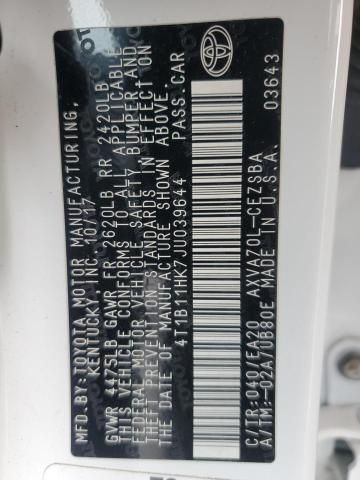 MFD.BY:TOYOTA MOTOR MANUFACTURING,
KENTUCKY, INC. 10/17
GVWR 4475LB GAWR FR 2620LB RR 2420LB
THIS VEHICLE CONFORMS TO ALL APPLICABLE
FEDERAL MOTOR VEHICLE SAFETY, BUMPER,AND
THEFT PREVENTION STANDARDS IN EFFECT ON
THE DATE OF MANUFACTURE SHOWN ABOVE.
4T1B11HK7JU039644 PASS.CAR
C/TR:040/EA20 AXVA70L-CEZSBA
A/TM:-02A/UB80E MADE IN U.S.A. 03643